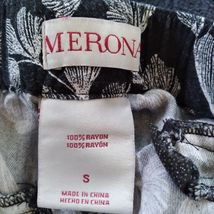 MERONA
100% RAYON
100% RAYÓN
S
MADE IN CHINA
HECHO EN CHINA